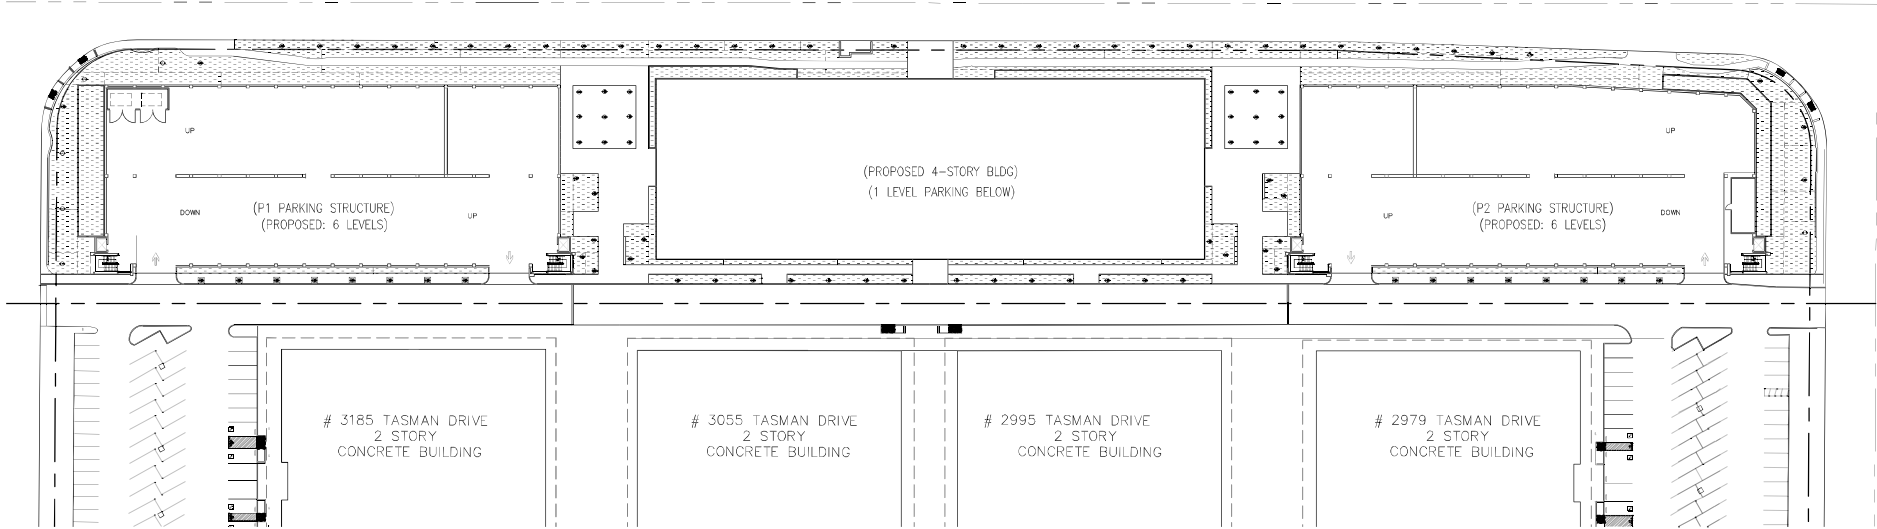 UP
UP
(PROPOSED 4-STORY BLDG)
(1 LEVEL PARKING BELOW)
DOWN
(P1 PARKING STRUCTURE)
(PROPOSED: 6 LEVELS)
UP
UP
(P2 PARKING STRUCTURE)
(PROPOSED: 6 LEVELS)
DOWN
# 3185 TASMAN DRIVE
2 STORY
CONCRETE BUILDING
# 3055 TASMAN DRIVE
2 STORY
CONCRETE BUILDING
# 2995 TASMAN DRIVE
2 STORY
CONCRETE BUILDING
# 2979 TASMAN DRIVE
2 STORY
CONCRETE BUILDING